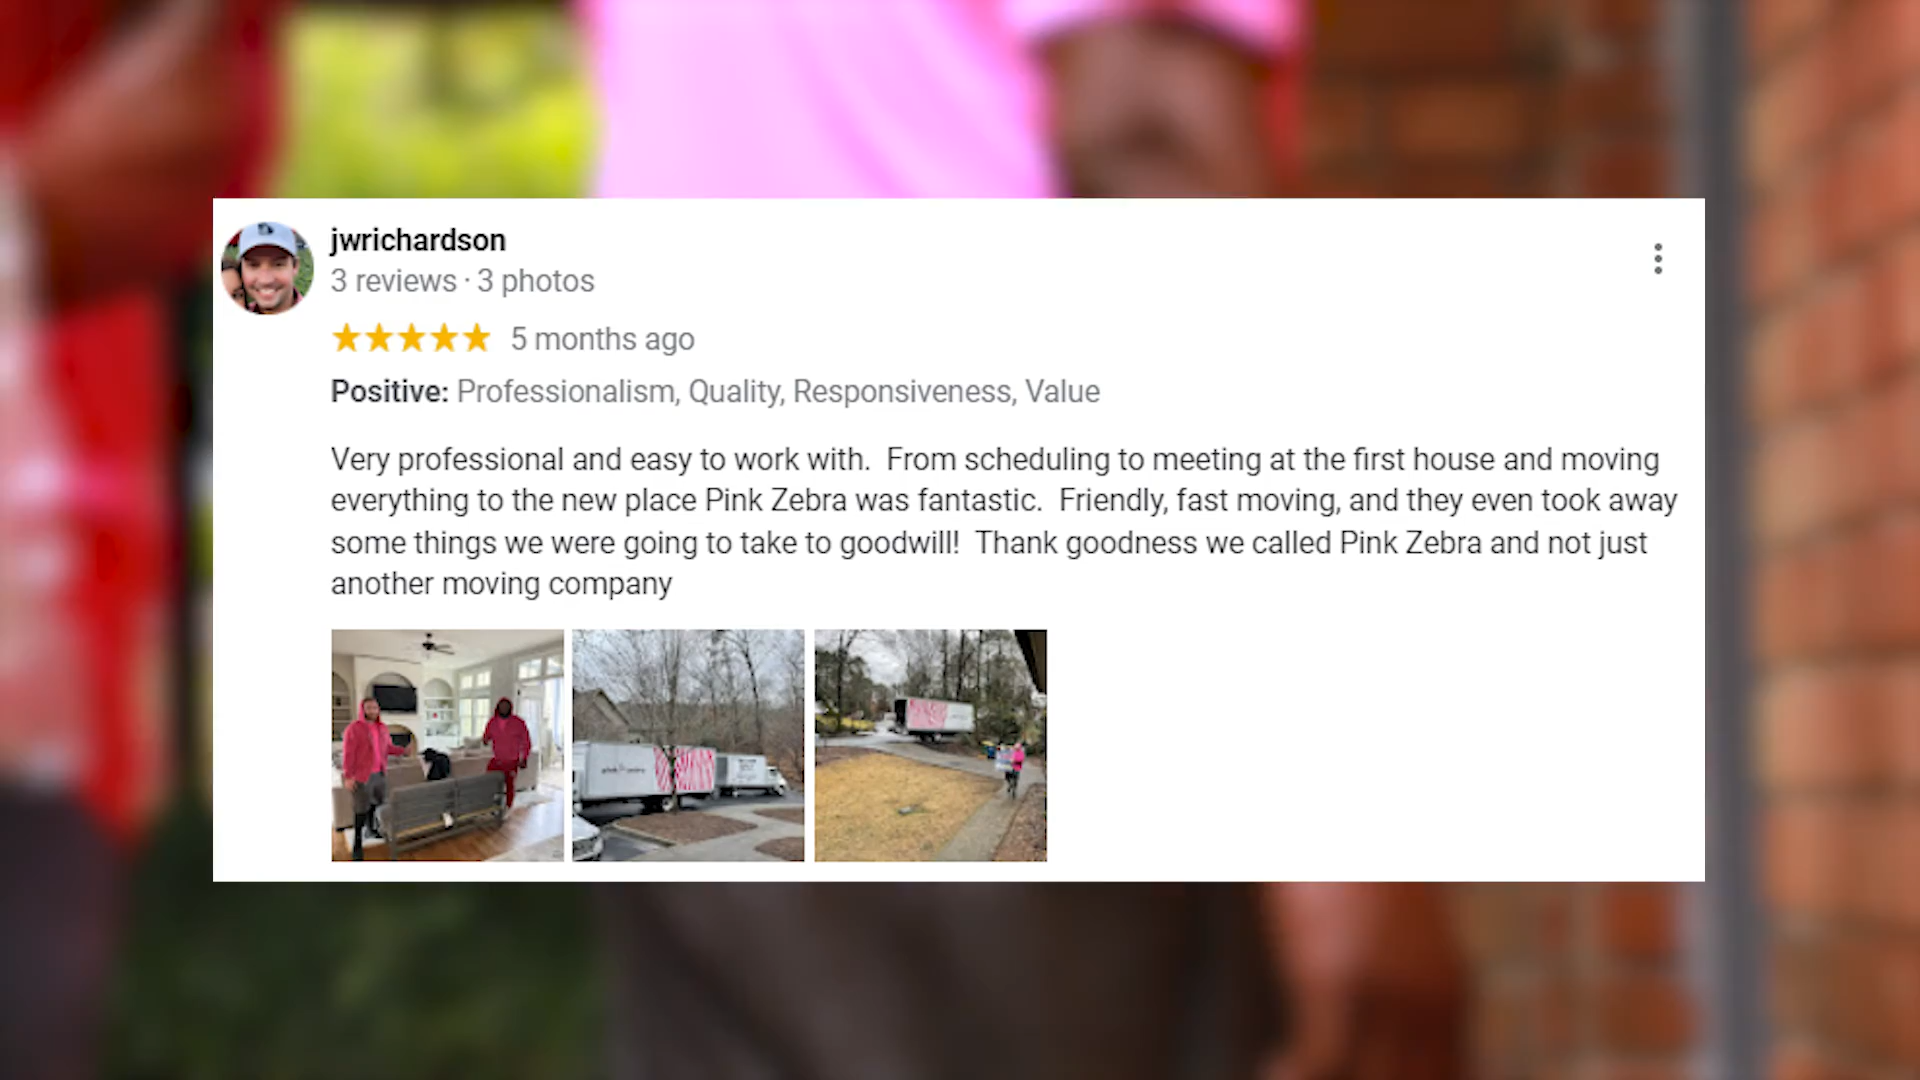 jwrichardson
3 reviews · 3 photos
5 months ago
Positive: Professionalism, Quality, Responsiveness, Value
Very professional and easy to work with.  From scheduling to meeting at the first house and moving
everything to the new place Pink Zebra was fantastic.  Friendly, fast moving, and they even took away
some things we were going to take to goodwill!  Thank goodness we called Pink Zebra and not just
another moving company